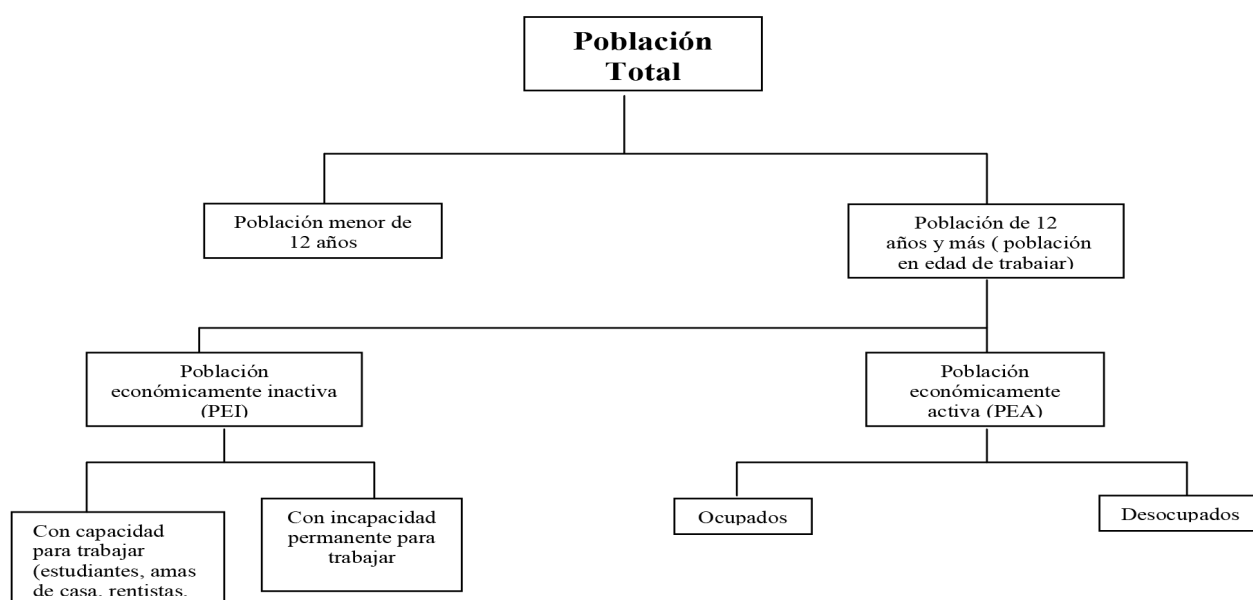 Población
Total
Población menor de
12 años
Población de 12
años y más ( población
en edad de trabajar)
Población
económicamente inactiva
(PEI)
Población
económicamente
activa (PEA)
Con capacidad
para trabajar
(estudiantes, amas
de casa, rentistas,
Con incapacidad
permanente para
trabajar
Ocupados
Desocupados